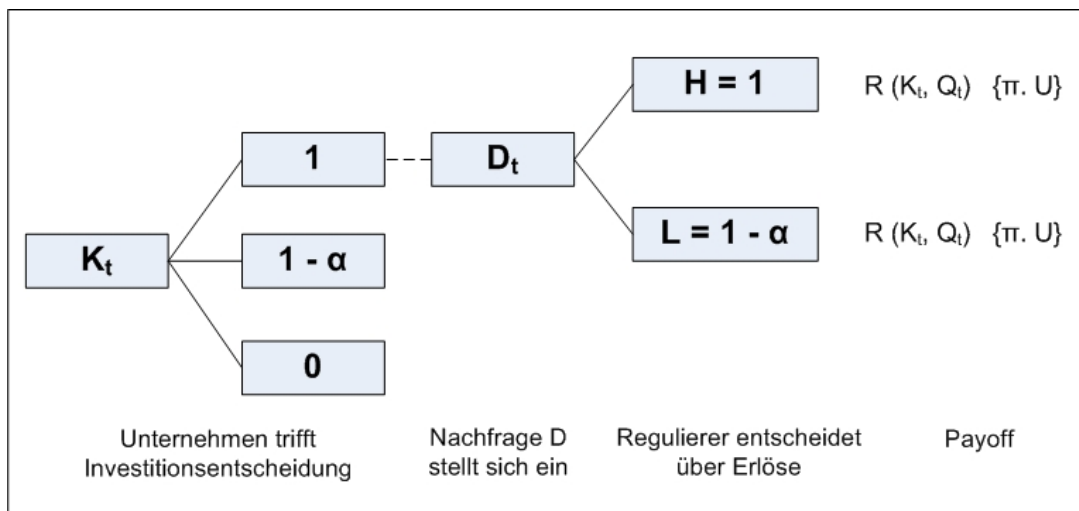 H = 1
R (Kₜ, Qₜ) {π. U}
1
Dₜ
L = 1 - α
R (Kₜ, Qₜ) {π. U}
Kₜ
1 - α
0
Unternehmen trifft
Investitionsentscheidung
Nachfrage D
stellt sich ein
Regulierer entscheidet
über Erlöse
Payoff